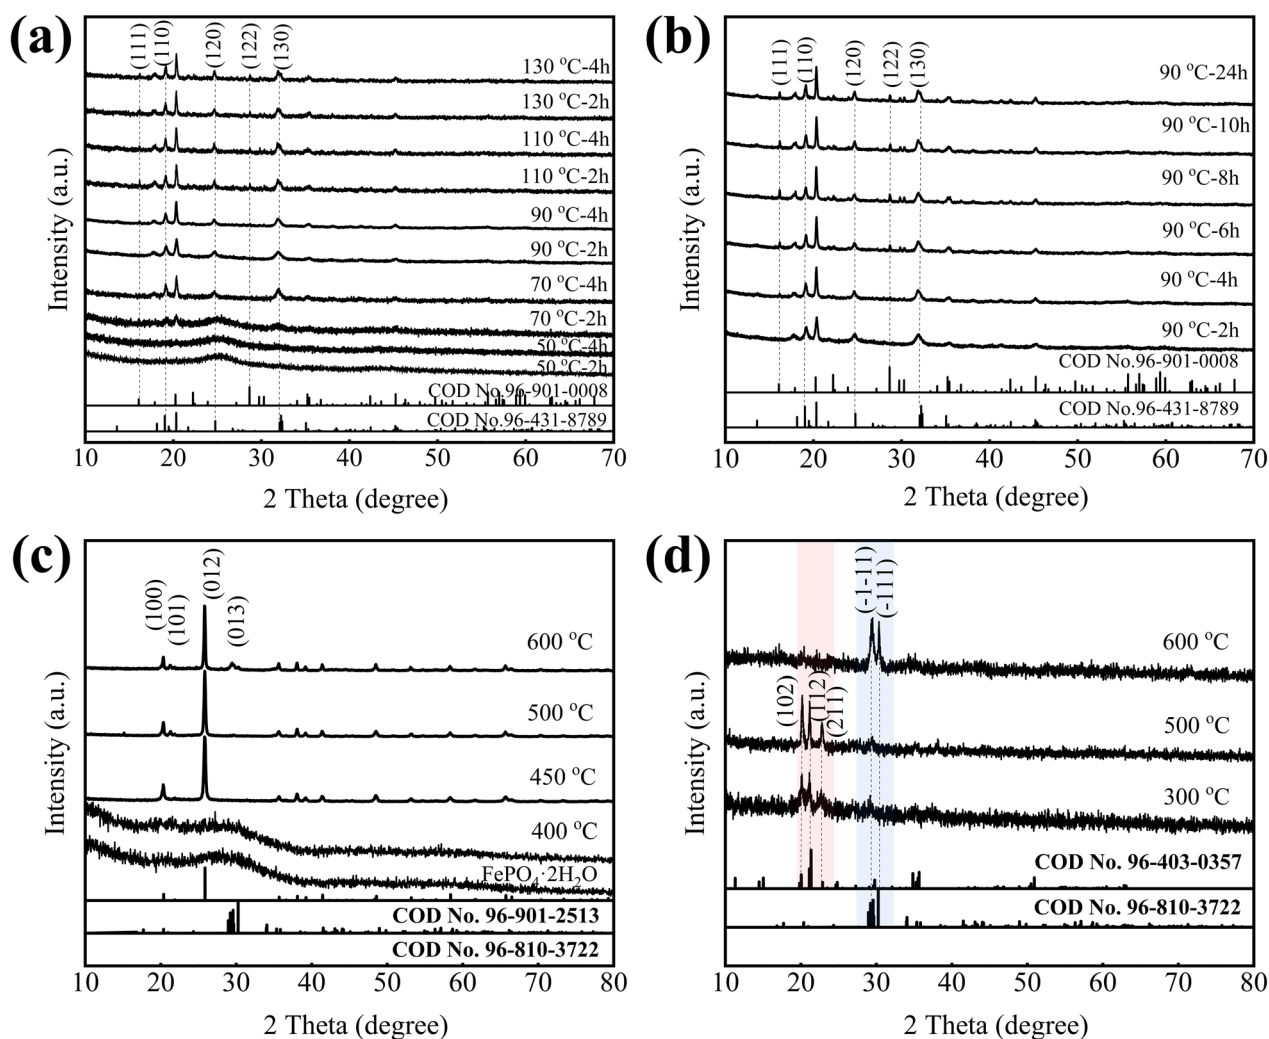 (a)
(111)
(110)
(120)
(122)
(130)
130 °C-4h
130 °C-2h
110 °C-4h
110 °C-2h
90 °C-4h
90 °C-2h
70 °C-4h
70 °C-2h
50 °C-4h
50 °C-2h
COD No.96-901-0008
COD No.96-431-8789
Intensity (a.u.)
10 20 30 40 50 60 70
2 Theta (degree)
(b)
(111)
(110)
(120)
(122)
(130)
90 °C-24h
90 °C-10h
90 °C-8h
90 °C-6h
90 °C-4h
90 °C-2h
COD No.96-901-0008
COD No.96-431-8789
Intensity (a.u.)
10 20 30 40 50 60 70
2 Theta (degree)
(c)
(100)
(101)
(012)
(013)
600 °C
500 °C
450 °C
400 °C
FePO₄·2H₂O
COD No. 96-901-2513
COD No. 96-810-3722
Intensity (a.u.)
10 20 30 40 50 60 70 80
2 Theta (degree)
(d)
(-1-11)
(-111)
600 °C
(102)
(112)
(211)
500 °C
300 °C
COD No. 96-403-0357
COD No. 96-810-3722
Intensity (a.u.)
10 20 30 40 50 60 70 80
2 Theta (degree)